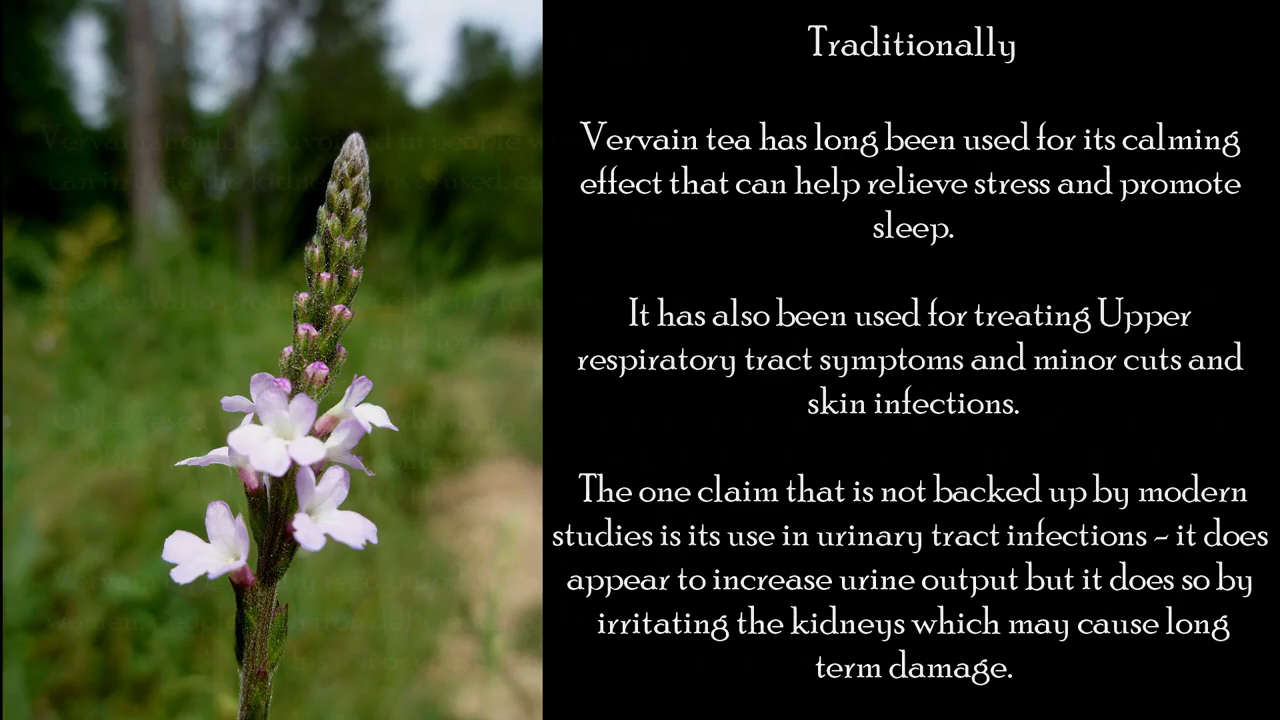 Traditionally
Vervain tea has long been used for its calming
effect that can help relieve stress and promote
sleep.
It has also been used for treating Upper
respiratory tract symptoms and minor cuts and
skin infections.
The one claim that is not backed up by modern
studies is its use in urinary tract infections - it does
appear to increase urine output but it does so by
irritating the kidneys which may cause long
term damage.